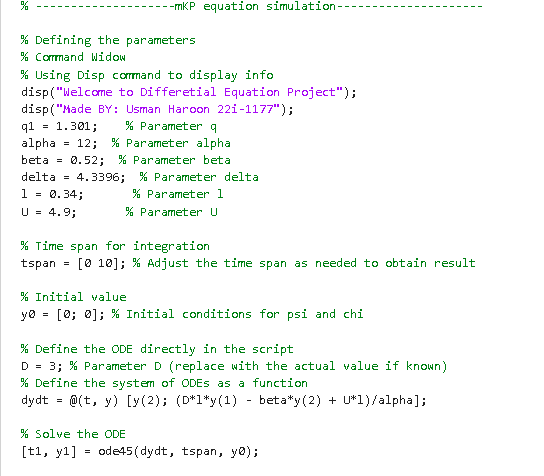 % --------------------mKP equation simulation---------------------
% Defining the parameters
% Command Widow
% Using Disp command to display info
disp("Welcome to Differetial Equation Project");
disp("Made BY: Usman Haroon 22i-1177");
q1 = 1.301;    % Parameter q
alpha = 12;  % Parameter alpha
beta = 0.52;  % Parameter beta
delta = 4.3396;  % Parameter delta
l = 0.34;       % Parameter l
U = 4.9;       % Parameter U
% Time span for integration
tspan = [0 10]; % Adjust the time span as needed to obtain result
% Initial value
y0 = [0; 0]; % Initial conditions for psi and chi
% Define the ODE directly in the script
D = 3; % Parameter D (replace with the actual value if known)
% Define the system of ODEs as a function
dydt = @(t, y) [y(2); (D*l*y(1) - beta*y(2) + U*l)/alpha];
% Solve the ODE
[t1, y1] = ode45(dydt, tspan, y0);